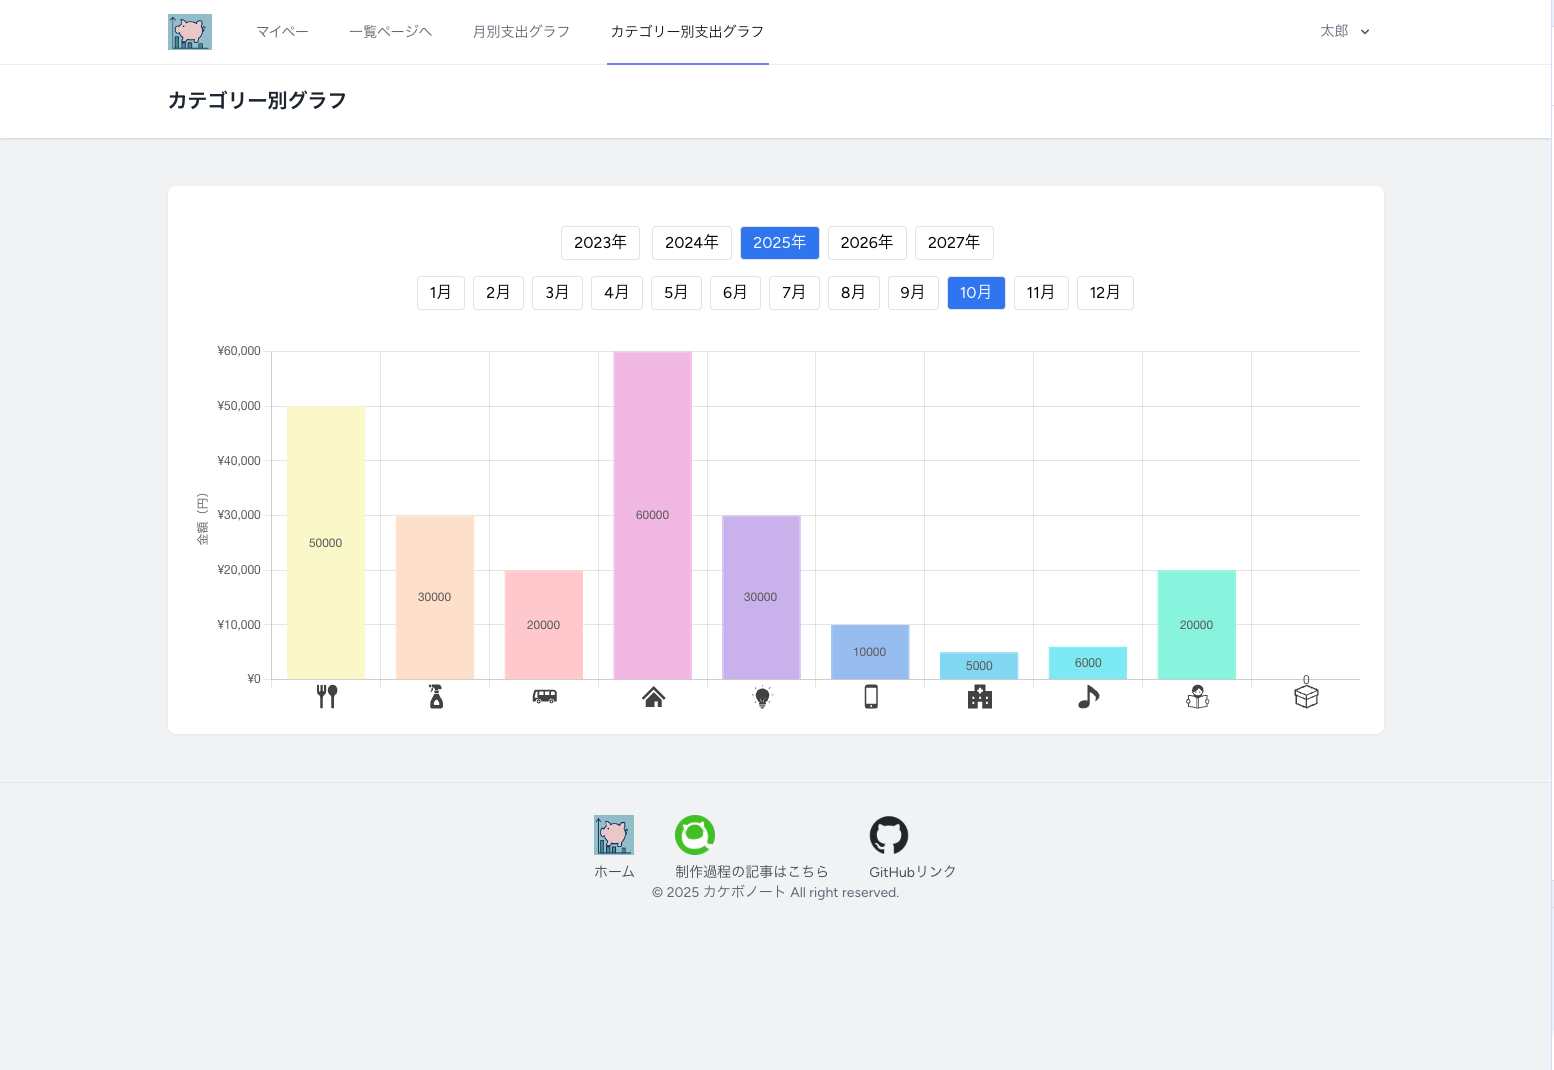 マイペー 一覧ページへ 月別支出グラフ カテゴリー別支出グラフ 太郎
カテゴリー別グラフ
2023年 2024年 2025年 2026年 2027年
1月 2月 3月 4月 5月 6月 7月 8月 9月 10月 11月 12月
金額（円）
¥60,000
¥50,000
¥40,000
¥30,000
¥20,000
¥10,000
¥0
50000
30000
20000
60000
30000
10000
5000
6000
20000
0
ホーム 制作過程の記事はこちら GitHubリンク
© 2025 カケボノート All right reserved.